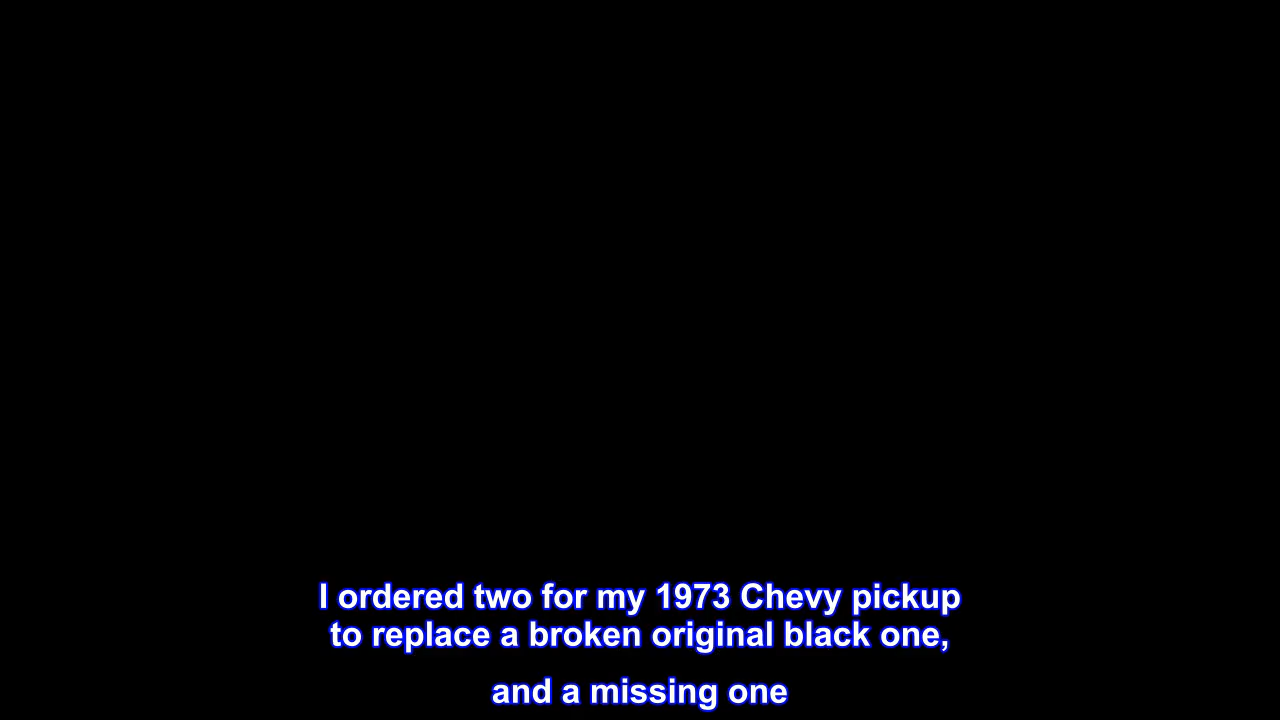 I ordered two for my 1973 Chevy pickup
to replace a broken original black one,
and a missing one